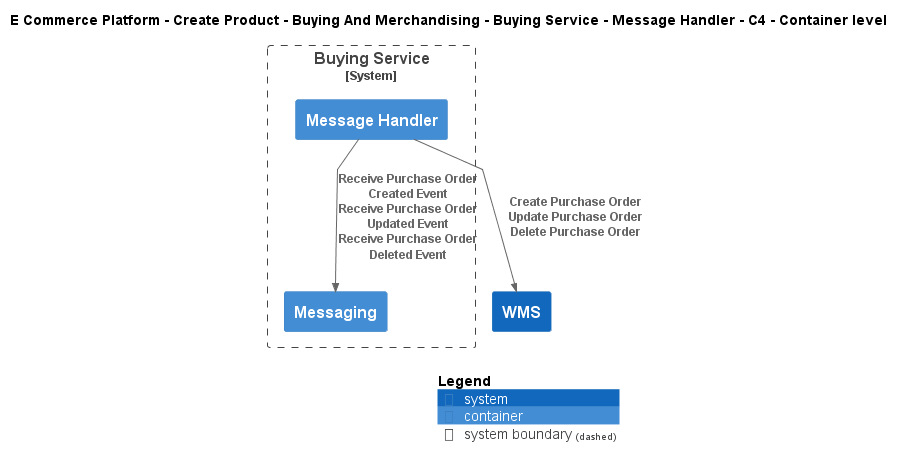 E Commerce Platform - Create Product - Buying And Merchandising - Buying Service - Message Handler - C4 - Container level
Buying Service
[System]
Message Handler
Receive Purchase Order
Created Event
Receive Purchase Order
Updated Event
Receive Purchase Order
Deleted Event
Create Purchase Order
Update Purchase Order
Delete Purchase Order
Messaging
WMS
Legend
system
container
system boundary (dashed)